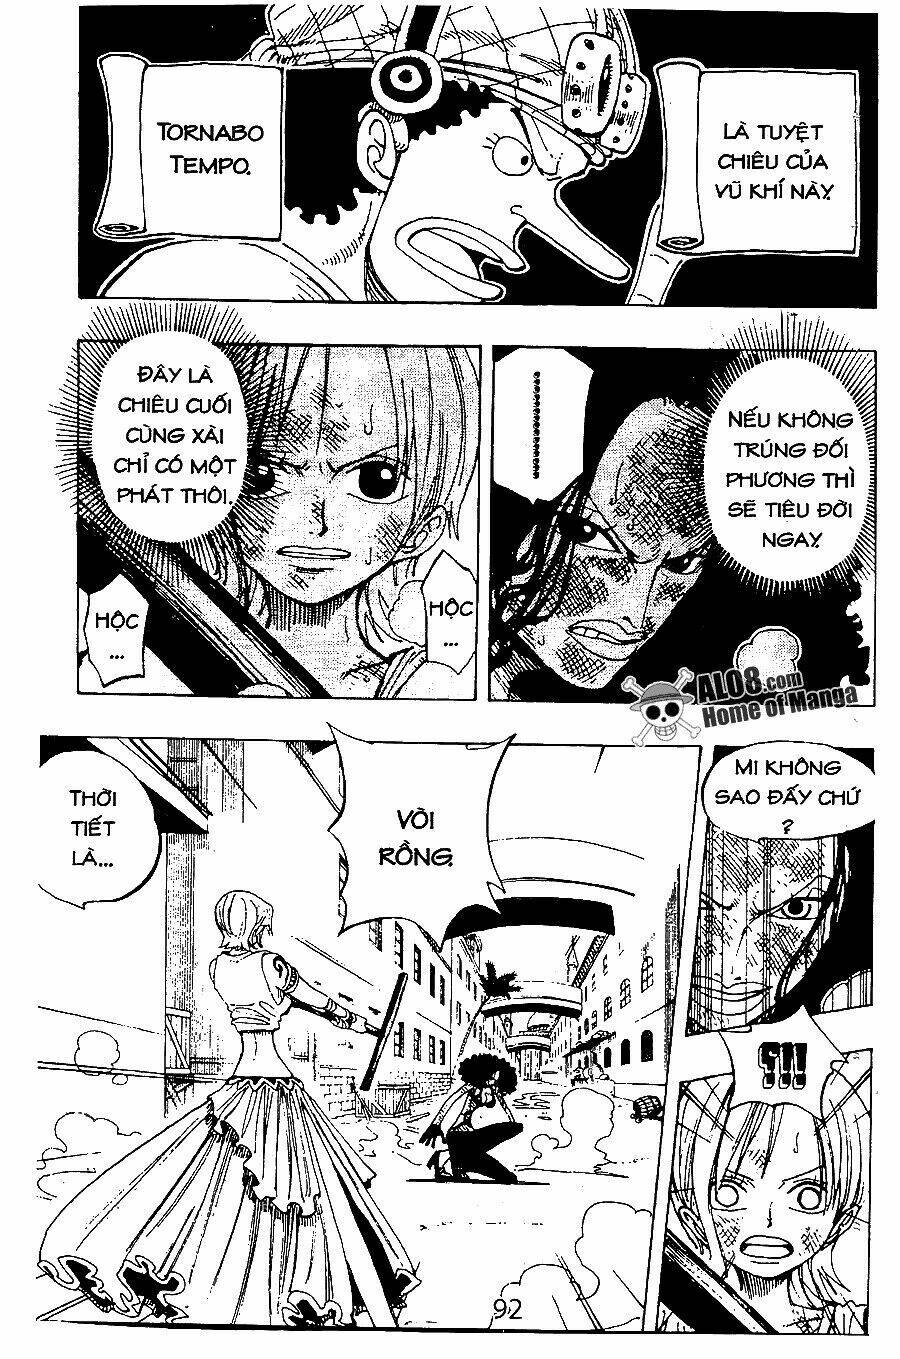 LÀ TUYỆT
CHIÊU CỦA
VŨ KHÍ NÀY.
TORNABO
TEMPO.
NẾU KHÔNG
TRÚNG ĐỐI
PHƯƠNG THÌ
SẼ TIÊU ĐỜI
NGAY.
ĐÂY LÀ
CHIÊU CUỐI
CÙNG XÀI
CHỈ CÓ MỘT
PHÁT THÔI.
HỘC
...
HỘC
...
AL08.com
Home of Manga
MI KHÔNG
SAO ĐẤY CHỨ
?
!!!
VÒI
RỒNG.
THỜI
TIẾT
LÀ...
92